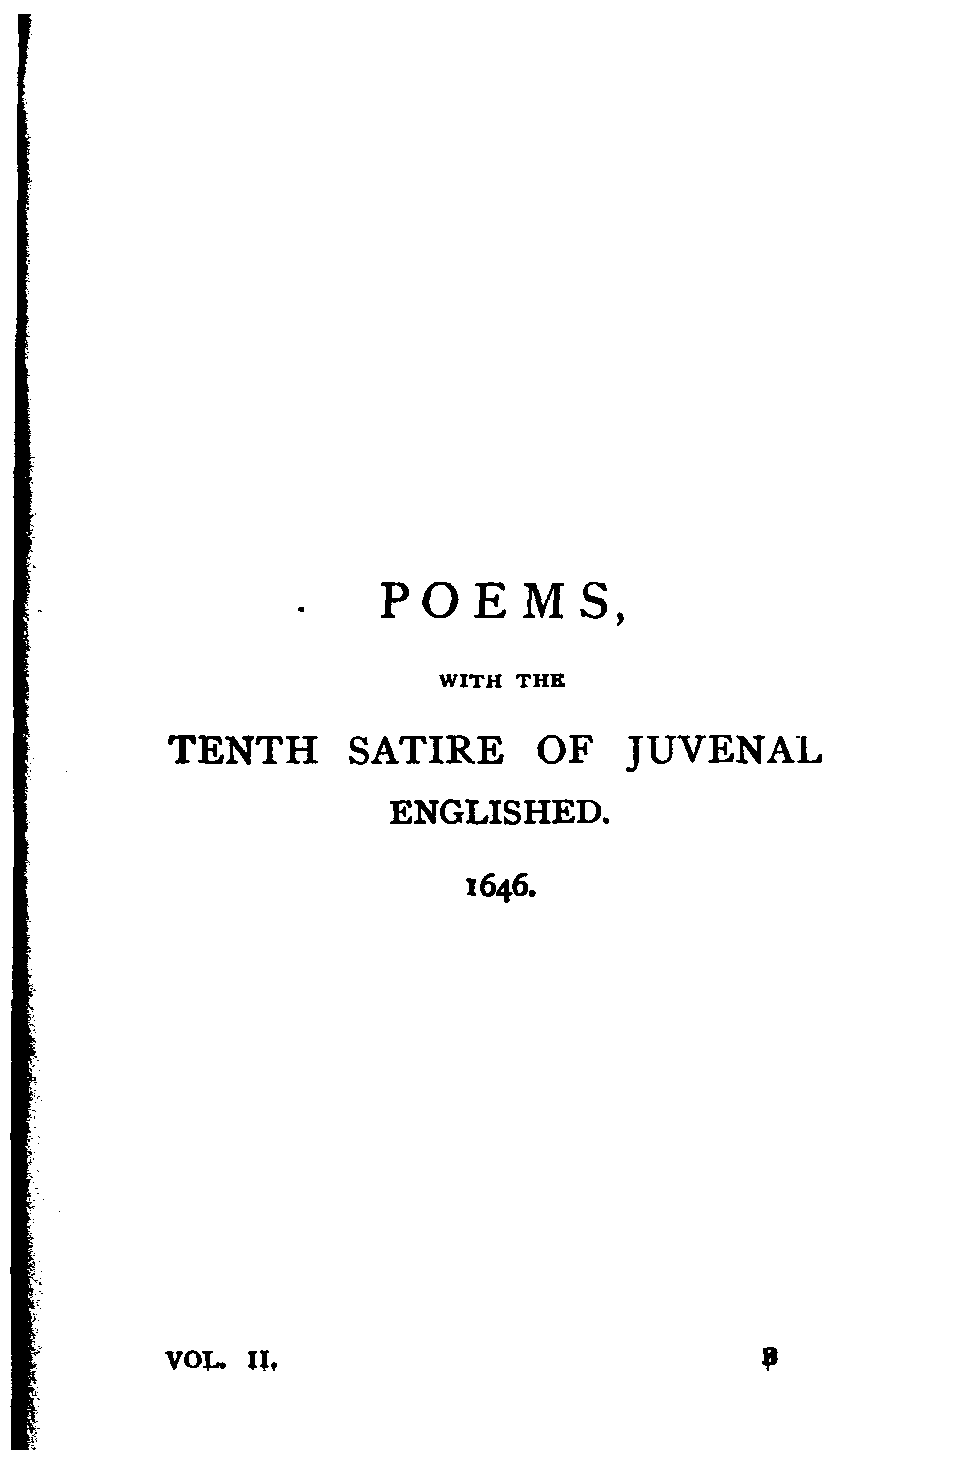 POEMS,
WITH THE
TENTH SATIRE OF JUVENAL
ENGLISHED.
1646.
VOL. II. B